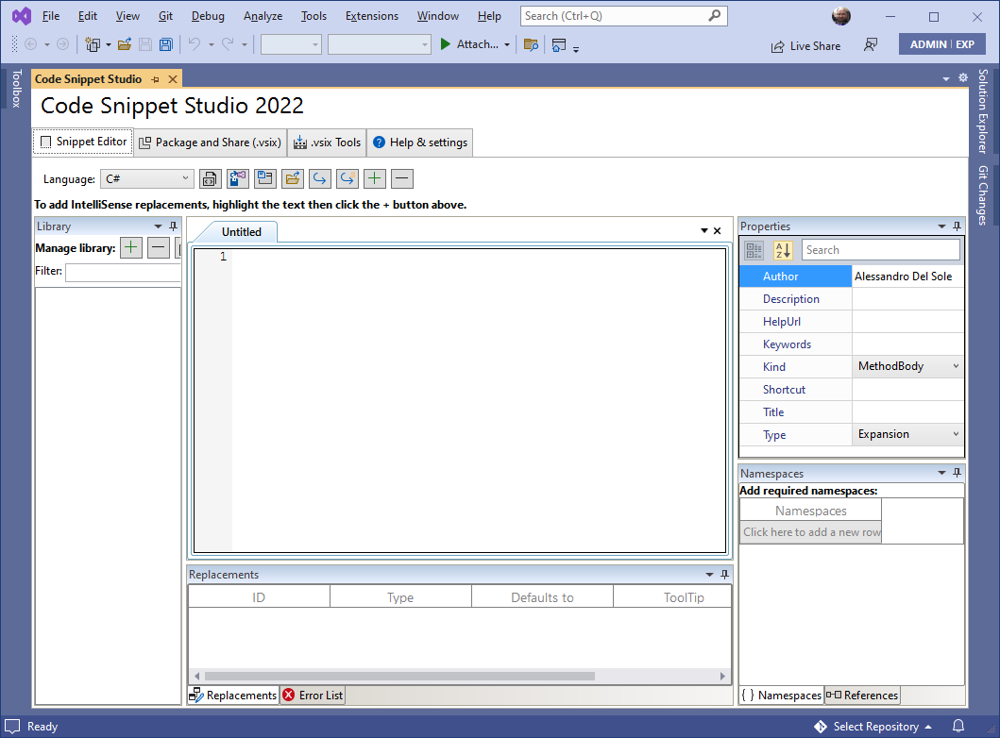 File Edit View Git Debug Analyze Tools Extensions Window Help Search (Ctrl+Q)
Attach... Live Share ADMIN | EXP
Toolbox
Code Snippet Studio
Code Snippet Studio 2022
Snippet Editor Package and Share (.vsix) .vsix Tools Help & settings
Language: C#
To add IntelliSense replacements, highlight the text then click the + button above.
Library
Manage library:
Filter:
Untitled
1
Replacements
ID Type Defaults to ToolTip
Replacements Error List
Properties
Search
Author Alessandro Del Sole
Description
HelpUrl
Keywords
Kind MethodBody
Shortcut
Title
Type Expansion
Namespaces
Add required namespaces:
Namespaces
Click here to add a new row
{ } Namespaces References
Solution Explorer
Git Changes
Ready Select Repository